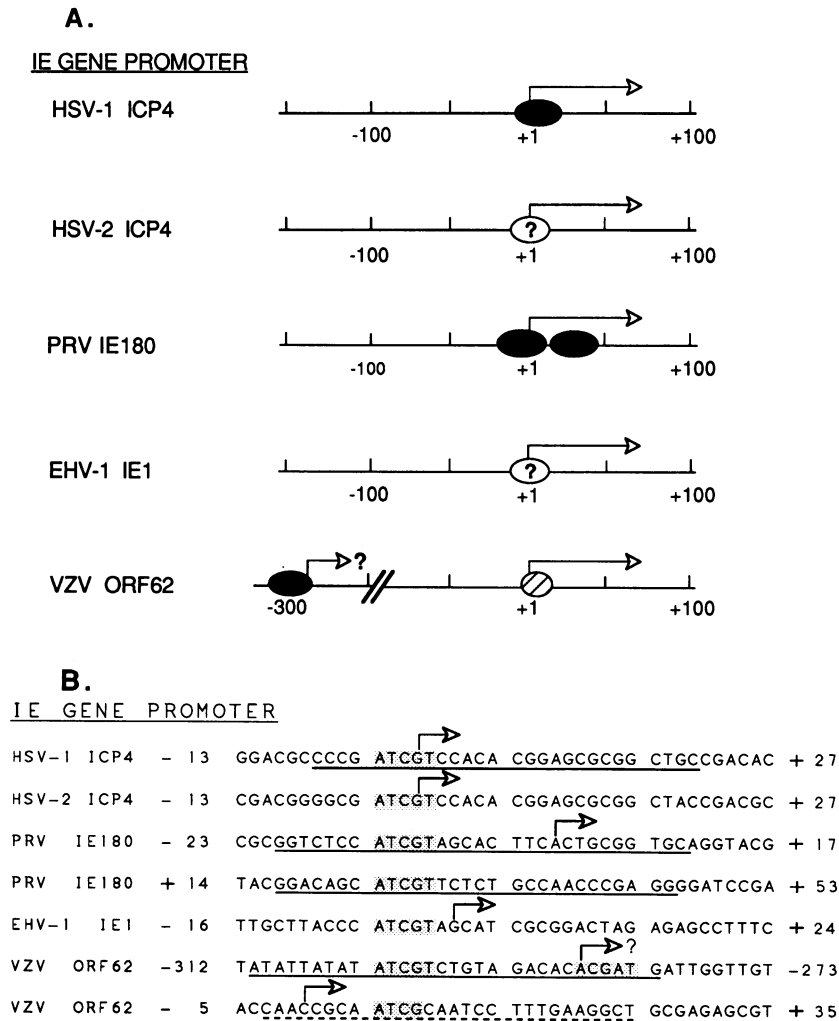 A.
IE GENE PROMOTER
HSV-1 ICP4
-100 +1 +100
HSV-2 ICP4
?
-100 +1 +100
PRV IE180
-100 +1 +100
EHV-1 IE1
?
-100 +1 +100
VZV ORF62
?
-300 +1 +100
B.
IE GENE PROMOTER
HSV-1 ICP4 - 13 GGACGCCCCG ATCGTCCACA CGGAGCGCGG CTGCCGACAC + 27
HSV-2 ICP4 - 13 CGACGGGGCG ATCGTCCACA CGGAGCGCGG CTACCGACGC + 27
PRV IE180 - 23 CGCGGTCTCC ATCGTAGCAC TTCACTGCGG TGCAGGTACG + 17
PRV IE180 + 14 TACGGACAGC ATCGTTCTCT GCCAACCCGA GGGGATCCGA + 53
EHV-1 IE1 - 16 TTGCTTACCC ATCGTAGCAT CGCGGACTAG AGAGCCTTTC + 24
?
VZV ORF62 -312 TATATTATAT ATCGTCTGTA GACACACGAT GATTGGTTGT -273
VZV ORF62 - 5 ACCAACCGCA ATCGCAATCC TTTGAAGGCT GCGAGAGCGT + 35